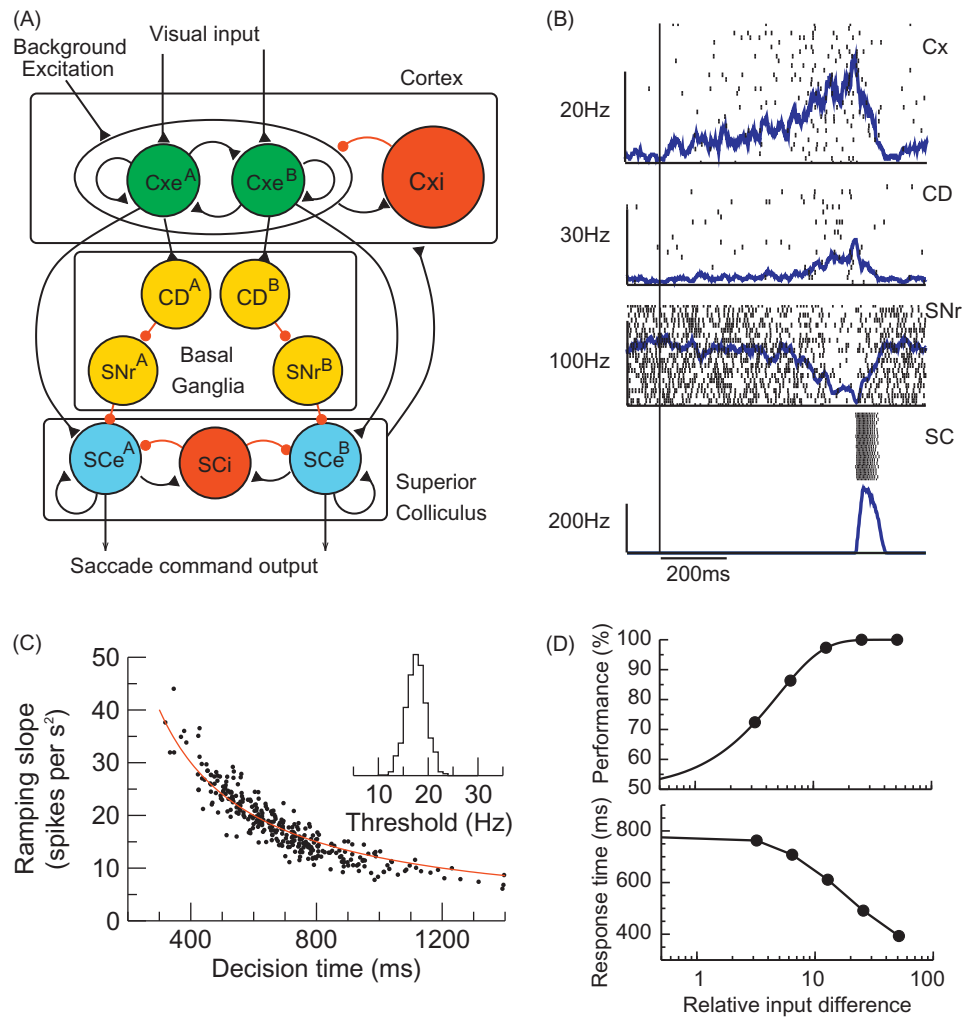 (A)
Visual input
Background
Excitation
Cortex
Cxe^A
Cxe^B
Cxi
CD^A
CD^B
SNr^A
Basal
Ganglia
SNr^B
SCe^A
SCi
SCe^B
Superior
Colliculus
Saccade command output
(B)
Cx
20Hz
CD
30Hz
SNr
100Hz
SC
200Hz
200ms
(C)
Ramping slope
(spikes per s²)
50
40
30
20
10
0
400
800
1200
Decision time (ms)
10
20
30
Threshold (Hz)
(D)
Performance (%)
100
90
80
70
60
50
Response time (ms)
800
600
400
1
10
100
Relative input difference